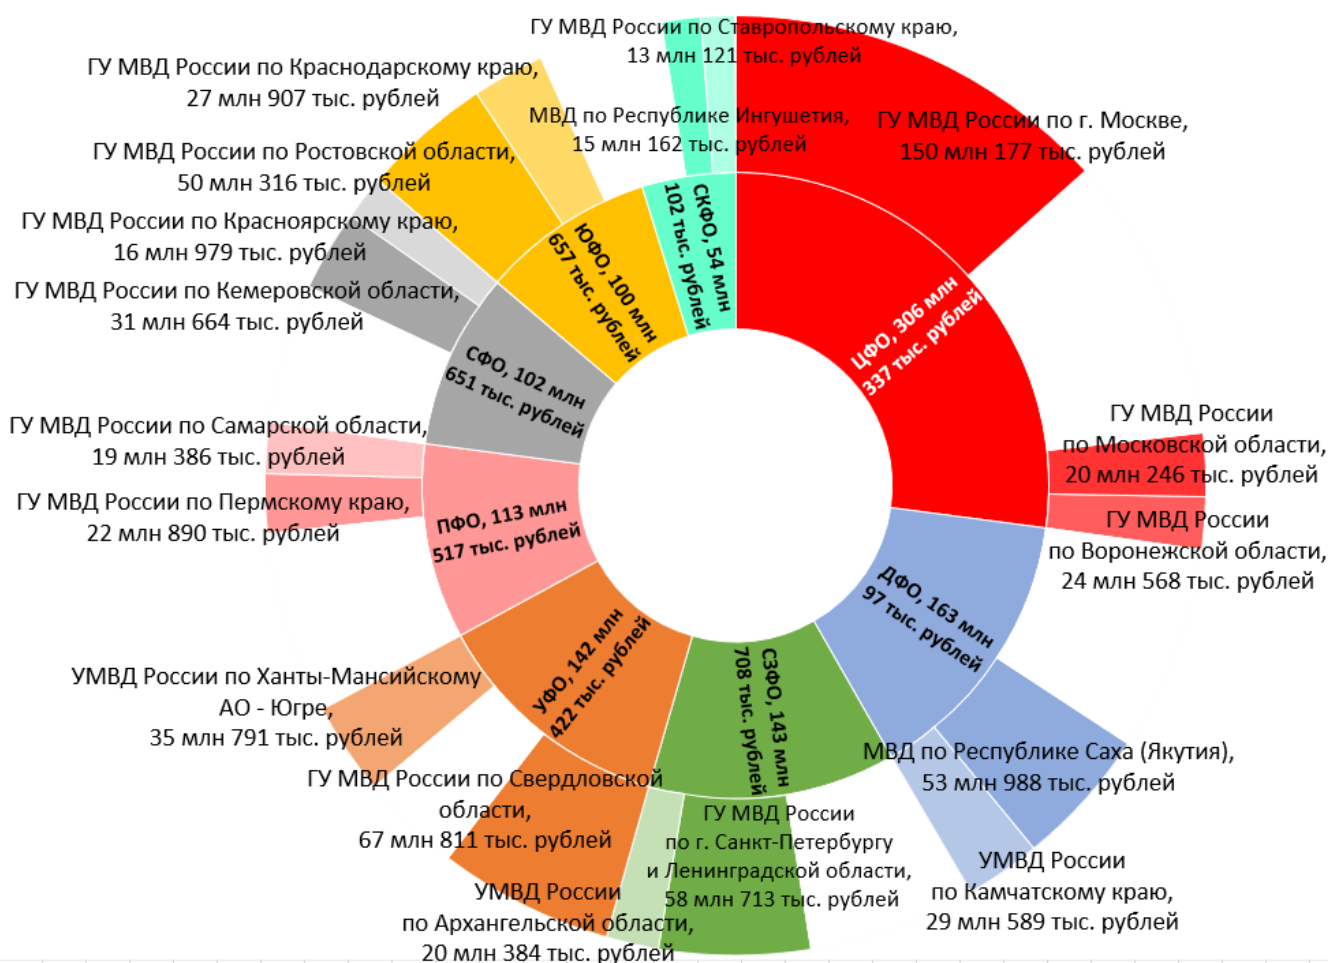 ГУ МВД России по Ставропольскому краю,
13 млн 121 тыс. рублей
МВД по Республике Ингушетия,
15 млн 162 тыс. рублей
ГУ МВД России по г. Москве,
150 млн 177 тыс. рублей
ГУ МВД России по Краснодарскому краю,
27 млн 907 тыс. рублей
ГУ МВД России по Ростовской области,
50 млн 316 тыс. рублей
ГУ МВД России по Красноярскому краю,
16 млн 979 тыс. рублей
ГУ МВД России по Кемеровской области,
31 млн 664 тыс. рублей
СКФО, 54 млн
102 тыс. рублей
ЮФО, 100 млн
657 тыс. рублей
ЦФО, 306 млн
337 тыс. рублей
СФО, 102 млн
651 тыс. рублей
ГУ МВД России по Самарской области,
19 млн 386 тыс. рублей
ГУ МВД России по Пермскому краю,
22 млн 890 тыс. рублей
ПФО, 113 млн
517 тыс. рублей
ГУ МВД России
по Московской области,
20 млн 246 тыс. рублей
ГУ МВД России
по Воронежской области,
24 млн 568 тыс. рублей
ДФО, 163 млн
97 тыс. рублей
СЗФО, 143 млн
708 тыс. рублей
УФО, 142 млн
422 тыс. рублей
УМВД России по Ханты-Мансийскому
АО - Югре,
35 млн 791 тыс. рублей
ГУ МВД России по Свердловской
области,
67 млн 811 тыс. рублей
УМВД России
по Архангельской области,
20 млн 384 тыс. рублей
ГУ МВД России
по г. Санкт-Петербургу
и Ленинградской области,
58 млн 713 тыс. рублей
МВД по Республике Саха (Якутия),
53 млн 988 тыс. рублей
УМВД России
по Камчатскому краю,
29 млн 589 тыс. рублей